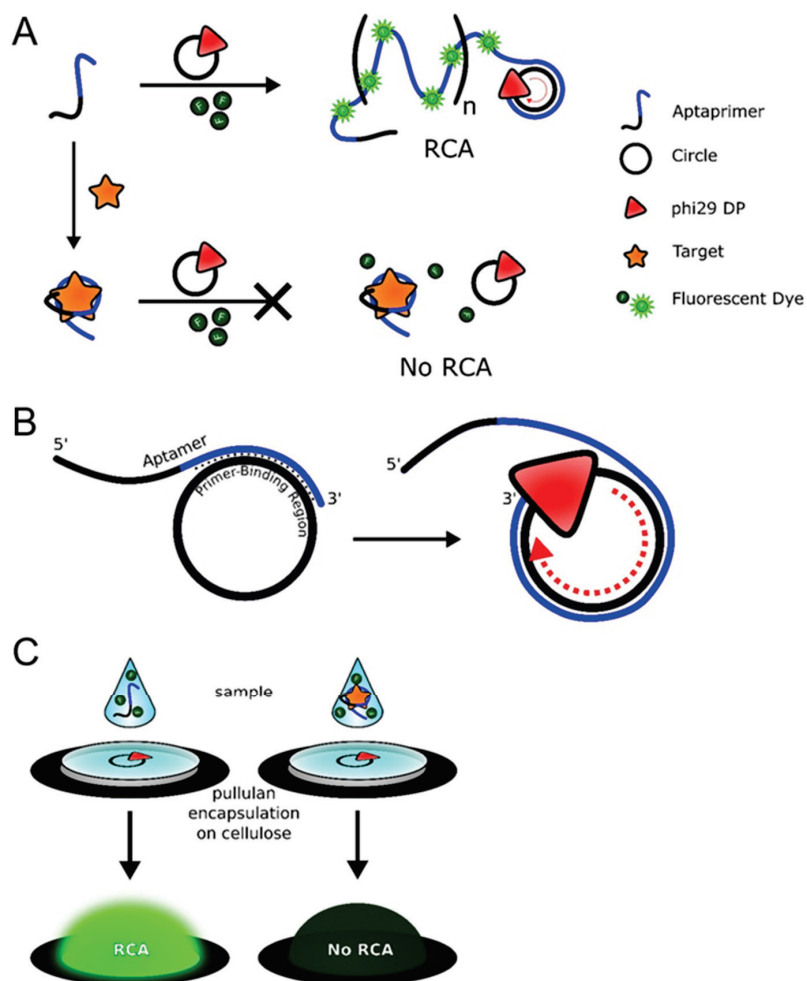 A
n
RCA
No RCA
Aptaprimer
Circle
phi29 DP
Target
F Fluorescent Dye
F F F
F F F
F F F
B
5'
Aptamer
Primer-Binding Region
3'
5'
3'
C
sample
pullulan
encapsulation
on cellulose
RCA
No RCA